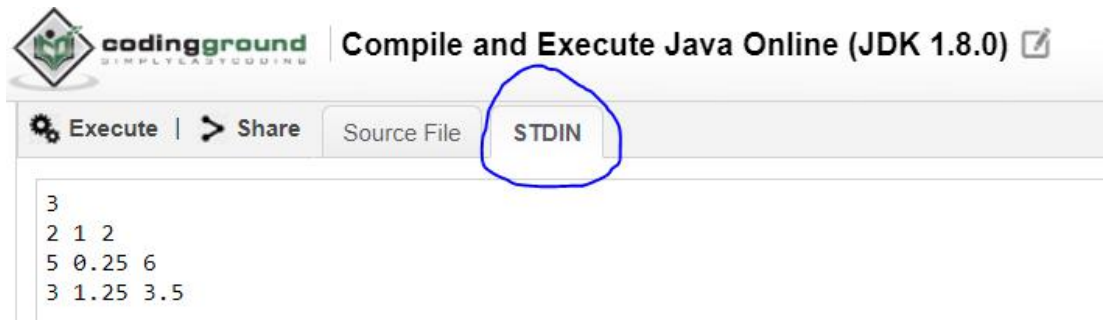 codingground Compile and Execute Java Online (JDK 1.8.0)
SIMPLYEASYCODING
Execute | Share Source File STDIN
3
2 1 2
5 0.25 6
3 1.25 3.5